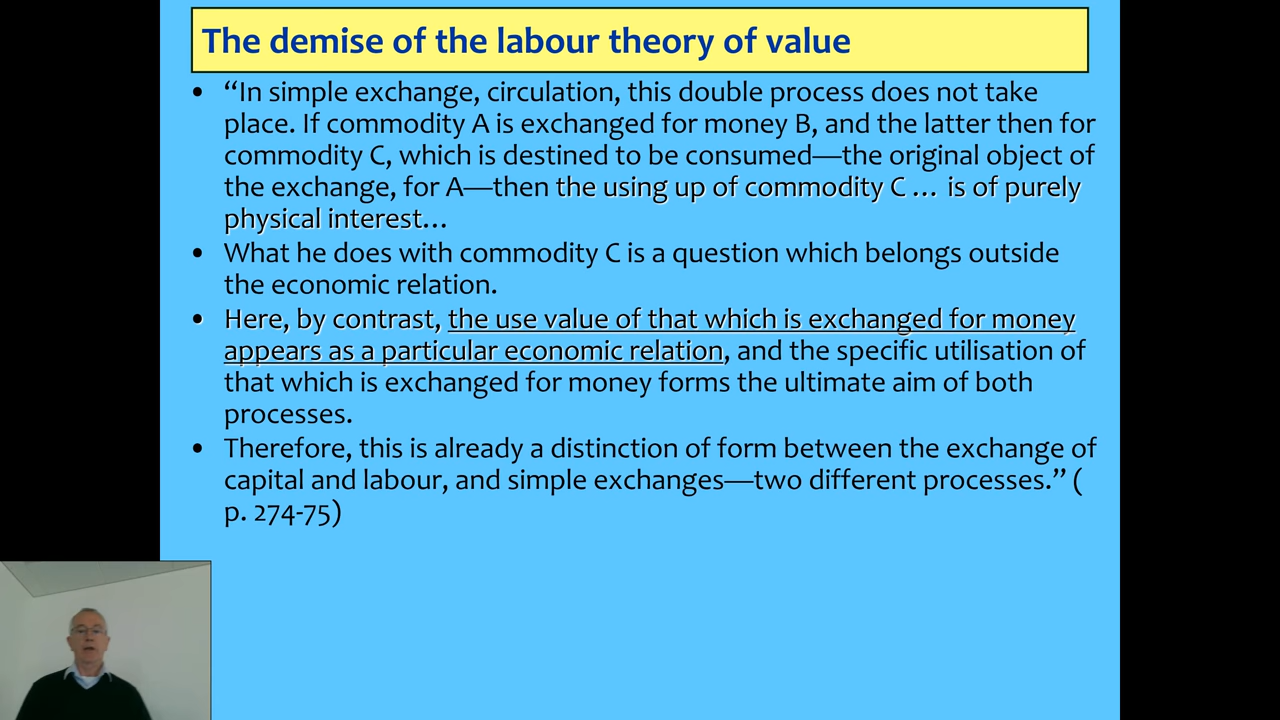 The demise of the labour theory of value
• “In simple exchange, circulation, this double process does not take
place. If commodity A is exchanged for money B, and the latter then for
commodity C, which is destined to be consumed—the original object of
the exchange, for A—then the using up of commodity C … is of purely
physical interest…
• What he does with commodity C is a question which belongs outside
the economic relation.
• Here, by contrast, the use value of that which is exchanged for money
appears as a particular economic relation, and the specific utilisation of
that which is exchanged for money forms the ultimate aim of both
processes.
• Therefore, this is already a distinction of form between the exchange of
capital and labour, and simple exchanges—two different processes.” (
p. 274-75)